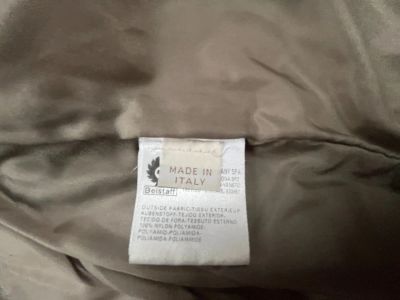 MADE IN
ITALY
Belstaff
OUTSIDE FABRIC-TISSU EXTERIEUR
AUßENSTOFF-TEJIDO EXTERIOR
TECIDO DE FORA-TESSUTO ESTERNO
100% NYLON POLYAMIDE-
POLIAMIDA-POLIAMIDA-
POLYAMID-POLIAMMIDE